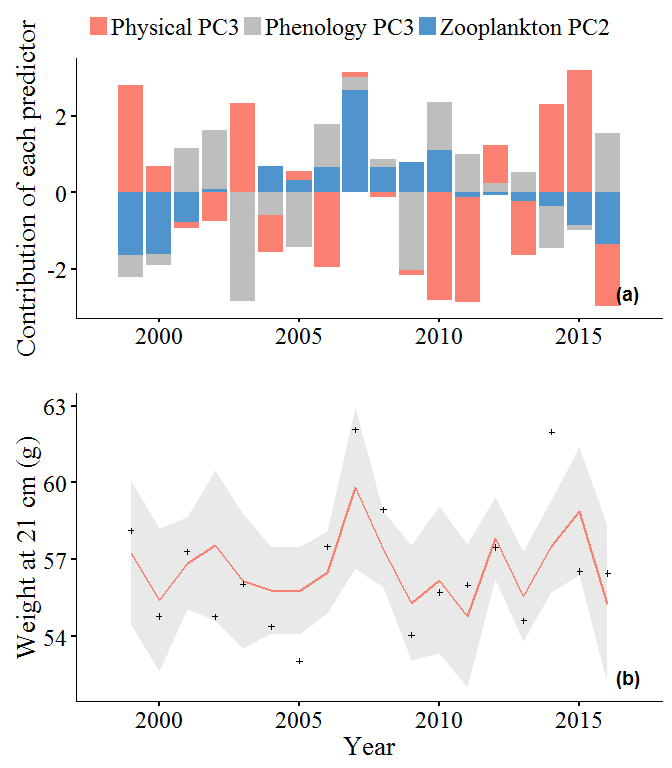 Physical PC3 Phenology PC3 Zooplankton PC2
Contribution of each predictor
2
0
-2
(a)
2000 2005 2010 2015
Weight at 21 cm (g)
63
60
57
54
(b)
2000 2005 2010 2015
Year